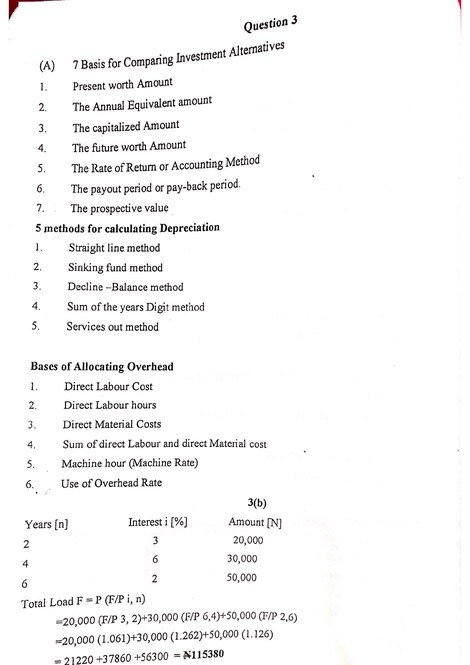 Question 3
(A) 7 Basis for Comparing Investment Alternatives
1. Present worth Amount
2. The Annual Equivalent amount
3. The capitalized Amount
4. The future worth Amount
5. The Rate of Return or Accounting Method
6. The payout period or pay-back period.
7. The prospective value
5 methods for calculating Depreciation
1. Straight line method
2. Sinking fund method
3. Decline –Balance method
4. Sum of the years Digit method
5. Services out method
Bases of Allocating Overhead
1. Direct Labour Cost
2. Direct Labour hours
3. Direct Material Costs
4. Sum of direct Labour and direct Material cost
5. Machine hour (Machine Rate)
6. Use of Overhead Rate
3(b)
Years [n] Interest i [%] Amount [N]
2 3 20,000
4 6 30,000
6 2 50,000
Total Load F = P (F/P i, n)
=20,000 (F/P 3, 2)+30,000 (F/P 6,4)+50,000 (F/P 2,6)
=20,000 (1.061)+30,000 (1.262)+50,000 (1.126)
= 21220 +37860 +56300 = ₦115380